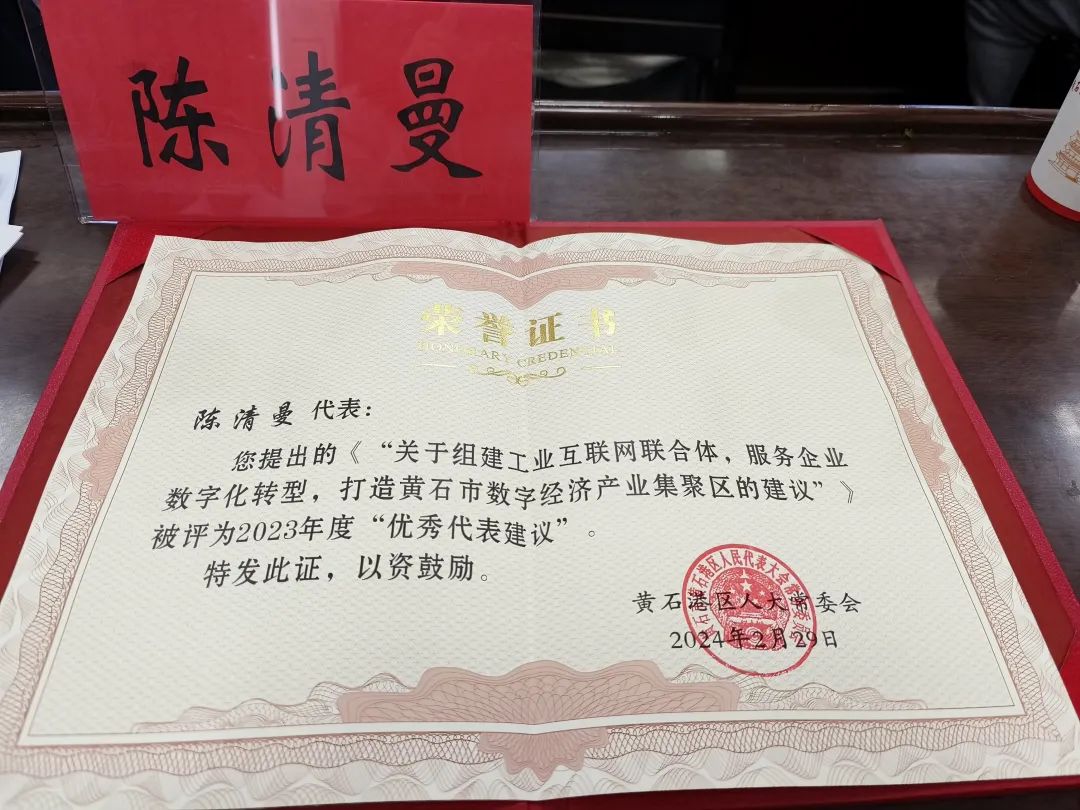 陈清曼
荣誉证书
HONORARY CREDENTIAL
陈清曼 代表：
您提出的《“关于组建工业互联网联合体，服务企业
数字化转型，打造黄石市数字经济产业集聚区的建议”》
被评为2023年度“优秀代表建议”。
特发此证，以资鼓励。
黄石港区人大常委会
2024年2月29日